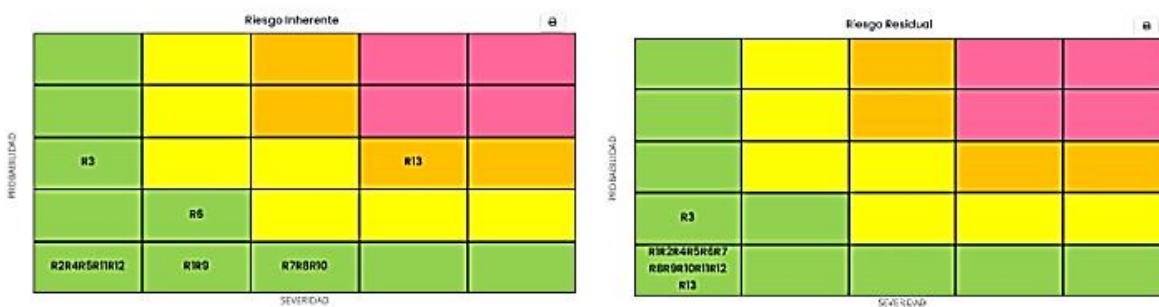 Riesgo Inherente
PROBABILIDAD
R3
R13
R6
R2R4R5R11R12
R1R9
R7R8R10
SEVERIDAD
Riesgo Residual
PROBABILIDAD
R3
R1R2R4R5R6R7
R8R9R10R11R12
R13
SEVERIDAD